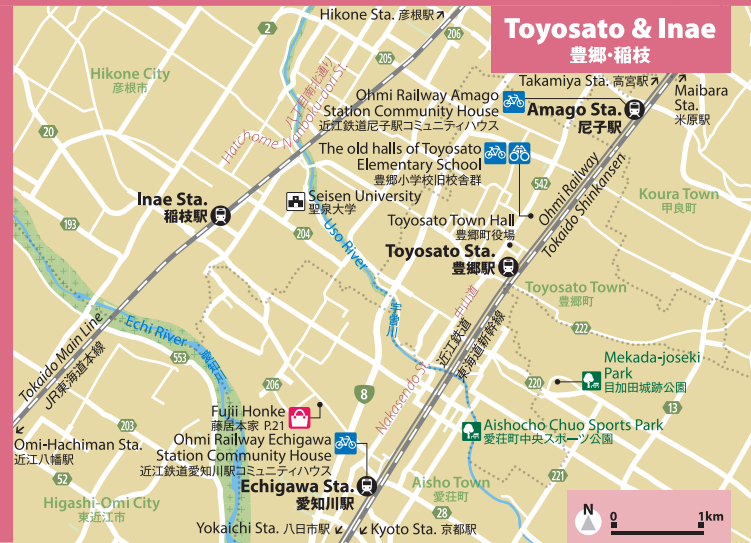 Toyosato & Inae
豊郷・稲枝
Hikone Sta. 彦根駅
2
206
205
Hikone City
彦根市
八丁目南北通り
Hatchome Nanboku-dori St.
20
Takamiya Sta. 高宮駅
Maibara
Sta.
米原駅
Ohmi Railway Amago
Station Community House
近江鉄道尼子駅コミュニティハウス
Amago Sta.
尼子駅
The old halls of Toyosato
Elementary School
豊郷小学校旧校舎群
542
Ohmi Railway
Tokaido Shinkansen
Koura Town
甲良町
Inae Sta.
稲枝駅
Seisen University
聖泉大学
193
204
Uso River
宇曽川
Toyosato Town Hall
豊郷町役場
Toyosato Sta.
豊郷駅
中山道
Toyosato Town
豊郷町
222
Echi River
愛知川
553
Tokaido Main Line
JR東海道本線
近江鉄道
東海道新幹線
Mekada-joseki
Park
目加田城跡公園
220
13
206
8
Nakasendo St.
Fujii Honke
藤居本家 P.21
Aishocho Chuo Sports Park
愛荘町中央スポーツ公園
203
Omi-Hachiman Sta.
近江八幡駅
Ohmi Railway Echigawa
Station Community House
近江鉄道愛知川駅コミュニティハウス
52
Echigawa Sta.
愛知川駅
Aisho Town
愛荘町
221
Higashi-Omi City
東近江市
28
Yokaichi Sta. 八日市駅
Kyoto Sta. 京都駅
N
0
1km